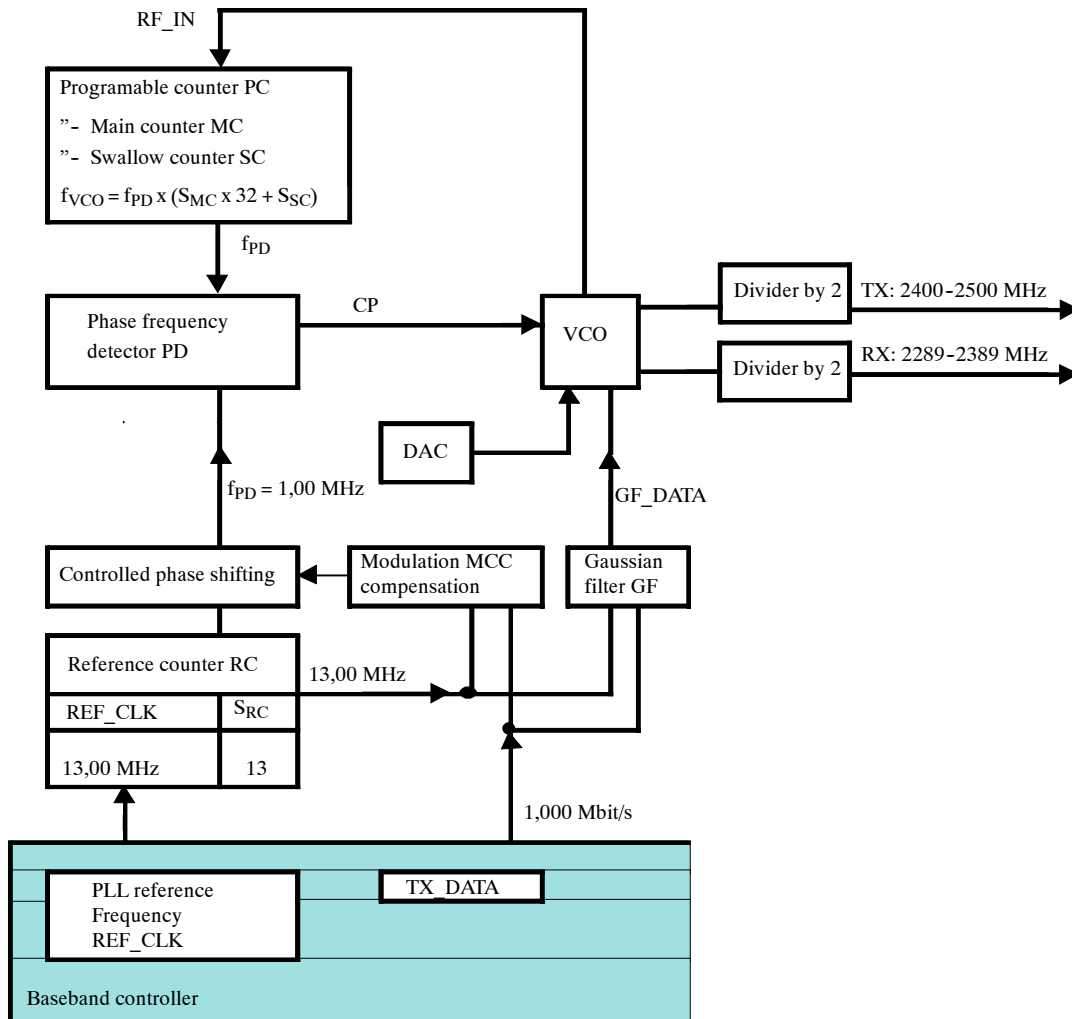 RF_IN
Programable counter PC
”- Main counter MC
”- Swallow counter SC
fVCO = fPD x (SMC x 32 + SSC)
fPD
Phase frequency
detector PD
CP
VCO
Divider by 2
TX: 2400-2500 MHz
Divider by 2
RX: 2289-2389 MHz
DAC
fPD = 1,00 MHz
GF_DATA
Controlled phase shifting
Modulation MCC
compensation
Gaussian
filter GF
Reference counter RC
13,00 MHz
REF_CLK
SRC
13,00 MHz
13
1,000 Mbit/s
PLL reference
Frequency
REF_CLK
TX_DATA
Baseband controller